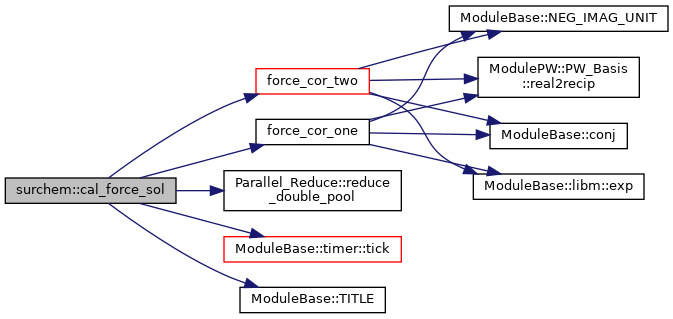 surchem::cal_force_sol
force_cor_two
force_cor_one
Parallel_Reduce::reduce
_double_pool
ModuleBase::timer::tick
ModuleBase::TITLE
ModuleBase::NEG_IMAG_UNIT
ModulePW::PW_Basis
::real2recip
ModuleBase::conj
ModuleBase::libm::exp